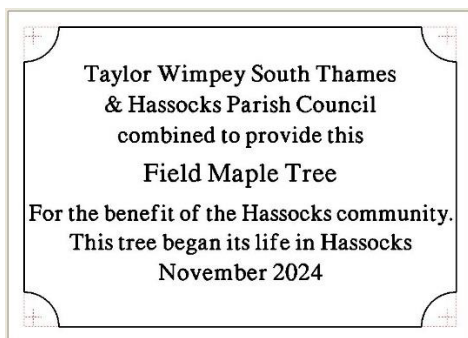 Taylor Wimpey South Thames
& Hassocks Parish Council
combined to provide this
Field Maple Tree
For the benefit of the Hassocks community.
This tree began its life in Hassocks
November 2024